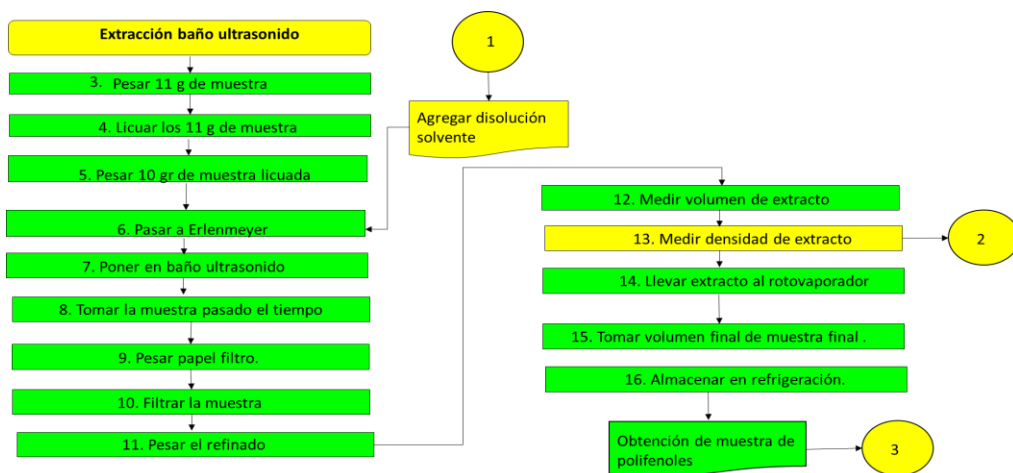 Extracción baño ultrasonido
3. Pesar 11 g de muestra
4. Licuar los 11 g de muestra
5. Pesar 10 gr de muestra licuada
6. Pasar a Erlenmeyer
7. Poner en baño ultrasonido
8. Tomar la muestra pasado el tiempo
9. Pesar papel filtro.
10. Filtrar la muestra
11. Pesar el refinado
1
Agregar disolución
solvente
12. Medir volumen de extracto
13. Medir densidad de extracto
2
14. Llevar extracto al rotovaporador
15. Tomar volumen final de muestra final .
16. Almacenar en refrigeración.
Obtención de muestra de
polifenoles
3